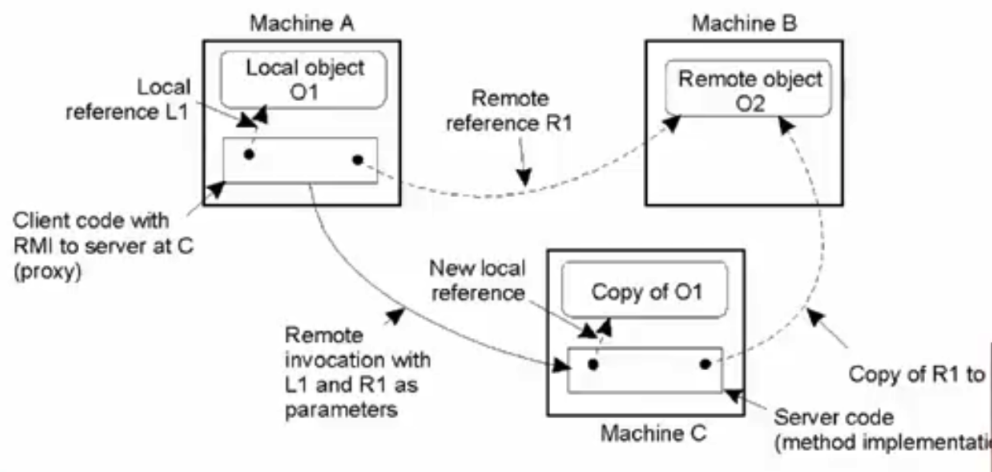 Machine A
Machine B
Local object
O1
Remote object
O2
Local
reference L1
Remote
reference R1
Client code with
RMI to server at C
(proxy)
New local
reference
Copy of O1
Remote
invocation with
L1 and R1 as
parameters
Copy of R1 to
Server code
(method
Machine C